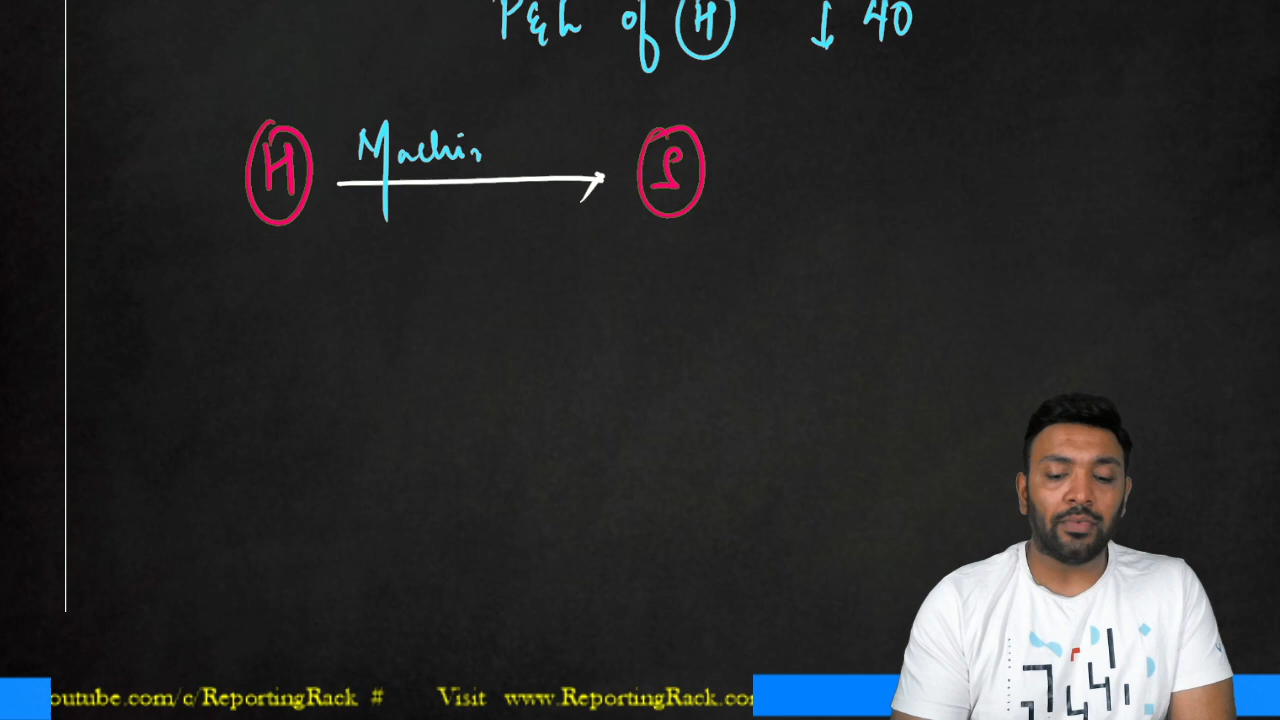 P&L of H ↓ 40
H Machin S
outube.com/c/ReportingRack # Visit www.ReportingRack.co